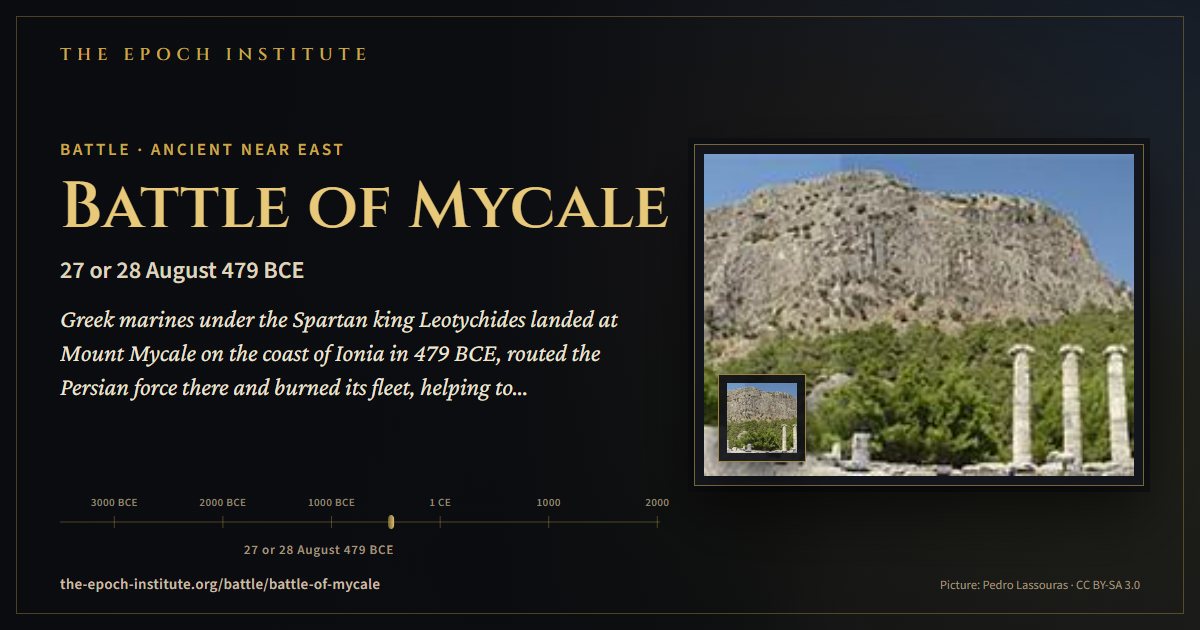 THE EPOCH INSTITUTE
BATTLE · ANCIENT NEAR EAST
BATTLE OF MYCALE
27 or 28 August 479 BCE
Greek marines under the Spartan king Leotychides landed at
Mount Mycale on the coast of Ionia in 479 BCE, routed the
Persian force there and burned its fleet, helping to...
3000 BCE 2000 BCE 1000 BCE 1 CE 1000 2000
27 or 28 August 479 BCE
the-epoch-institute.org/battle/battle-of-mycale
Picture: Pedro Lassouras · CC BY-SA 3.0